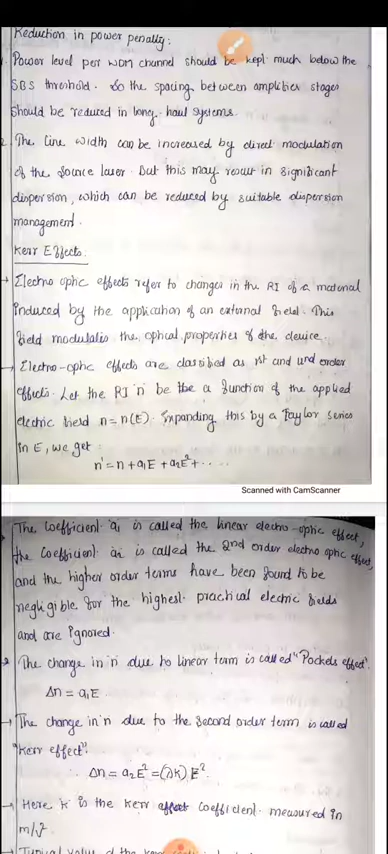 Reduction in power penalty:
Power level per WDM channel should be kept much below the
SBS threshold. So the spacing between amplifier stages
should be reduced in long-haul systems.
2. The line width can be increased by direct modulation
of the source laser. But this may result in significant
dispersion, which can be reduced by suitable dispersion
management.
Kerr Effects:
→ Electro optic effects refer to changes in the RI of a material
induced by the application of an external field. This
field modulates the optical properties of the device.
→ Electro-optic effects are classified as 1st and 2nd order
effects. Let the RI 'n' be the a function of the applied
electric field n = n(E). Expanding this by a Taylor series
in E, we get:
n' = n + a₁E + a₂E² + ....
Scanned with CamScanner
The coefficient a₁ is called the linear electro-optic effect,
the coefficient a₂ is called the 2nd order electro optic effect,
and the higher order terms have been found to be
negligible for the highest practical electric fields
and are ignored.
The change in 'n' due to linear term is called "Pockels effect".
Δn = a₁E
→ The change in 'n' due to the second order term is called
"Kerr effect".
∴ Δn = a₂E² = (λk) E²
→ Here 'k' is the kerr coefficient measured in
m/V²
→ Typical value of the